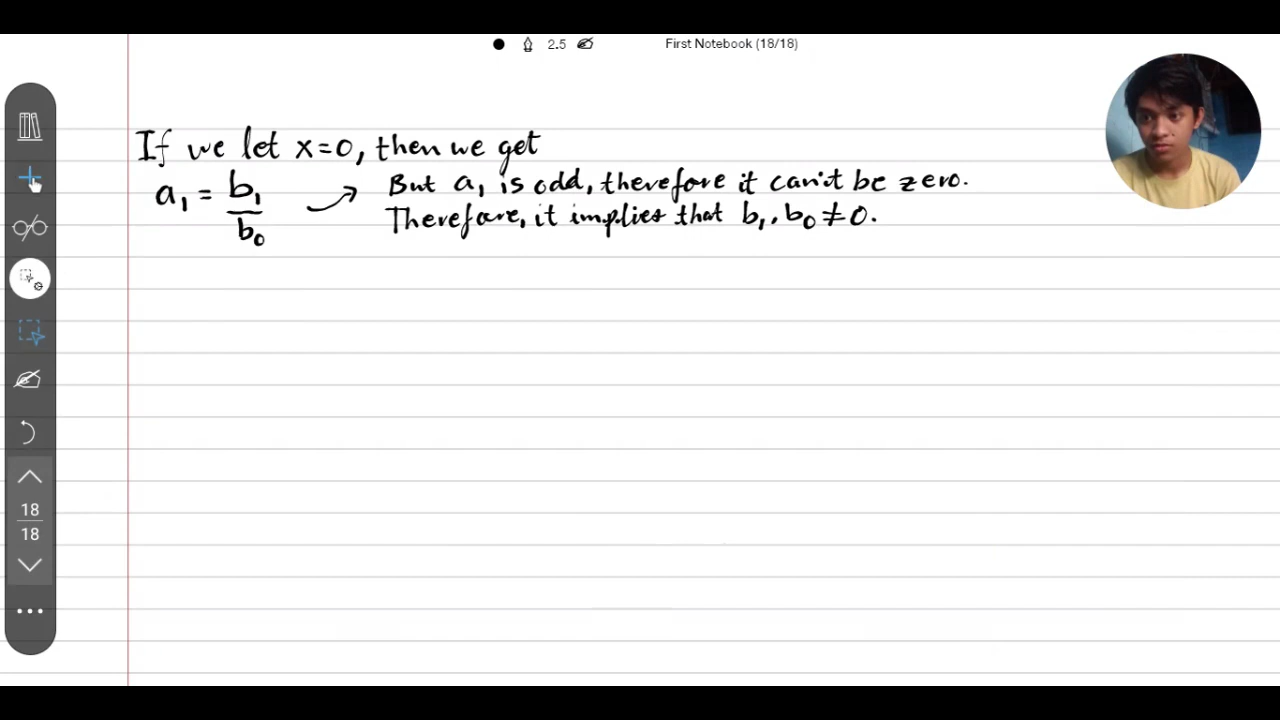 2.5 First Notebook (18/18)
If we let x=0, then we get
a₁ = b₁/b₀ But a₁ is odd, therefore it can't be zero.
Therefore, it implies that b₁, b₀ ≠ 0.
18
18